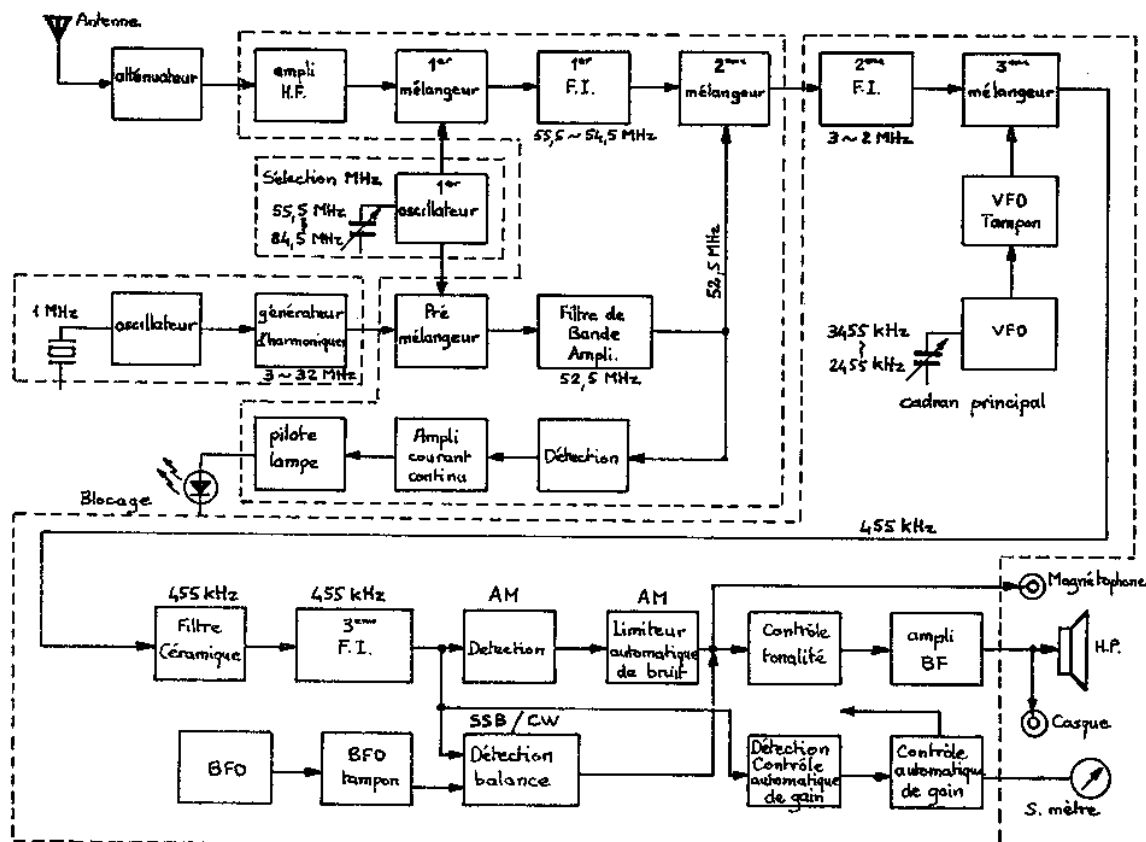 Antenne.
atténuateur
ampli
H.F.
1er
mélangeur
1er
F.I.
55,5 ~ 54,5 MHz
2eme
mélangeur
2eme
F.I.
3 ~ 2 MHz
3eme
mélangeur
Sélection MHz
55,5 MHz
84,5 MHz
1er
oscillateur
VFO
Tampon
52,5 MHz
1 MHz
oscillateur
générateur
d'harmoniques
3 ~ 32 MHz
Pré
mélangeur
Filtre de
Bande
Ampli.
52,5 MHz
3455 kHz
2455 kHz
VFO
cadran principal
pilote
lampe
Ampli
courant
continu
Détection
Blocage
455 kHz
455 kHz
Filtre
Céramique
455 kHz
3eme
F.I.
AM
Detection
AM
Limiteur
automatique
de bruit
Contrôle
tonalité
ampli
BF
Magnétophone
H.P.
Casque
BFO
BFO
tampon
SSB/CW
Détection
balance
Détection
Contrôle
automatique
de gain
Contrôle
automatique
de gain
S. mètre